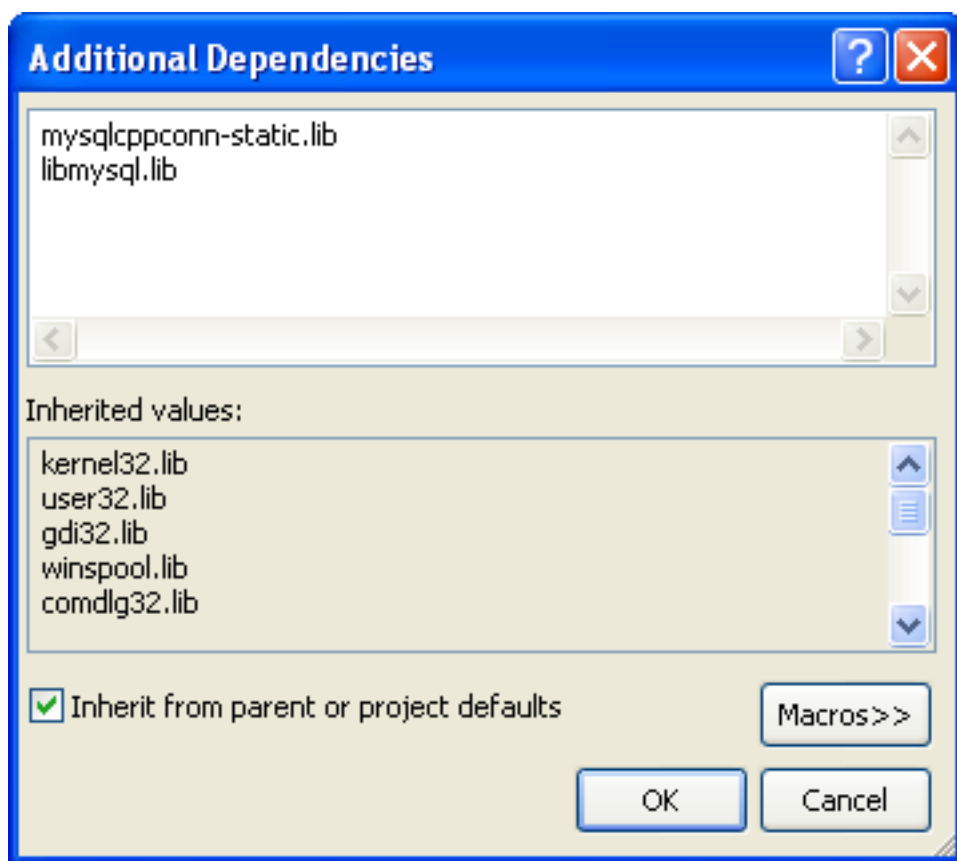 Additional Dependencies
?
mysqlcppconn-static.lib
libmysql.lib
Inherited values:
kernel32.lib
user32.lib
gdi32.lib
winspool.lib
comdlg32.lib
Inherit from parent or project defaults
Macros>>
OK
Cancel